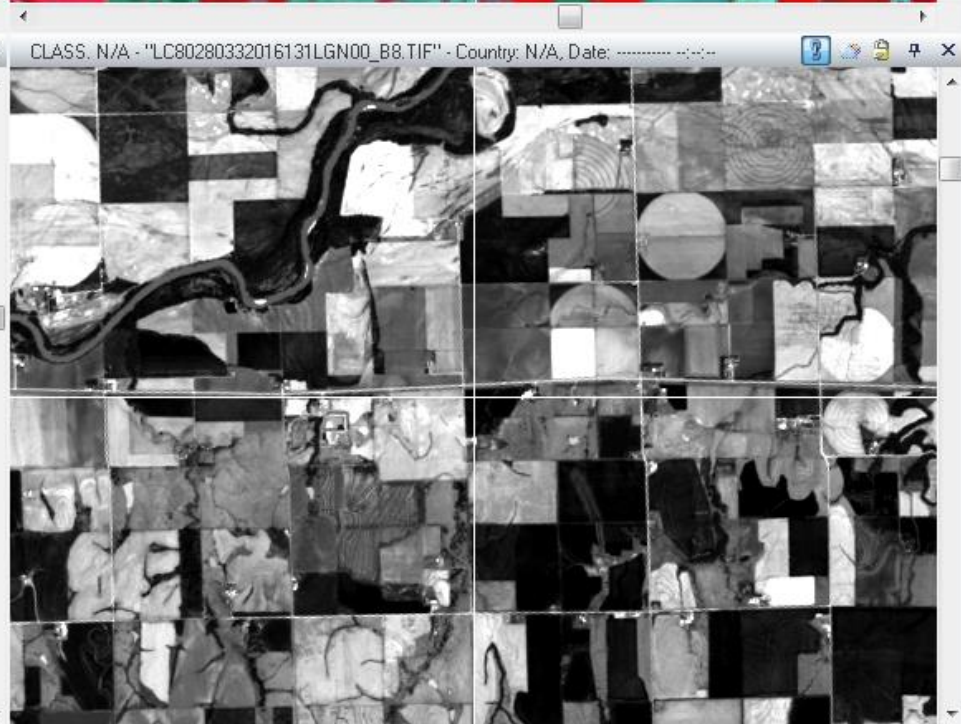 CLASS. N/A - "LC80280332016131LGN00_B8.TIF" - Country: N/A, Date: ---------- --:--:--